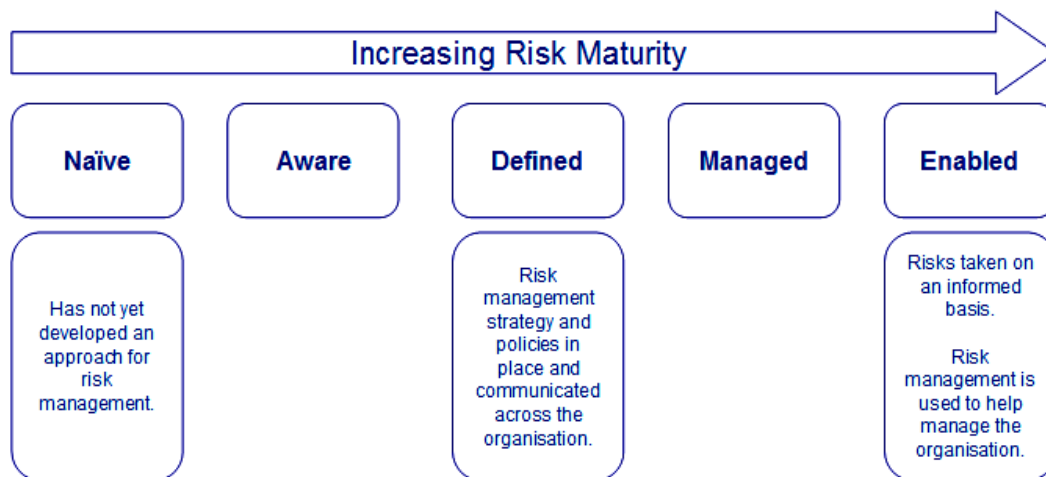 Increasing Risk Maturity
Naïve
Aware
Defined
Managed
Enabled
Has not yet
developed an
approach for
risk
management.
Risk
management
strategy and
policies in
place and
communicated
across the
organisation.
Risks taken on
an informed
basis.
Risk
management is
used to help
manage the
organisation.